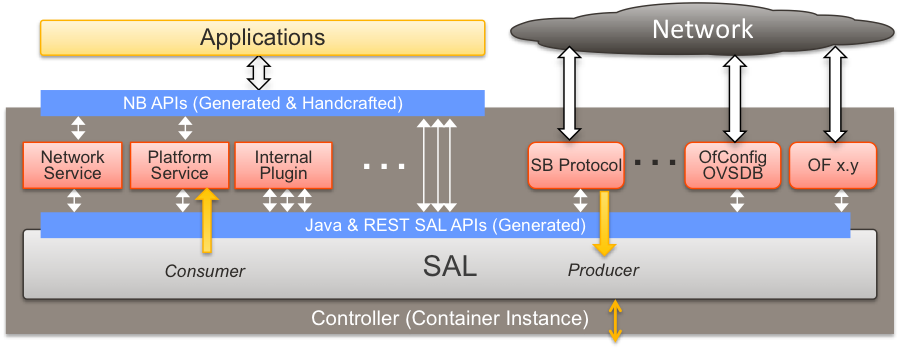 Applications
Network
NB APIs (Generated & Handcrafted)
Network
Service
Platform
Service
Internal
Plugin
...
SB Protocol
...
OfConfig
OVSDB
OF x.y
Java & REST SAL APIs (Generated)
Consumer
SAL
Producer
Controller (Container Instance)